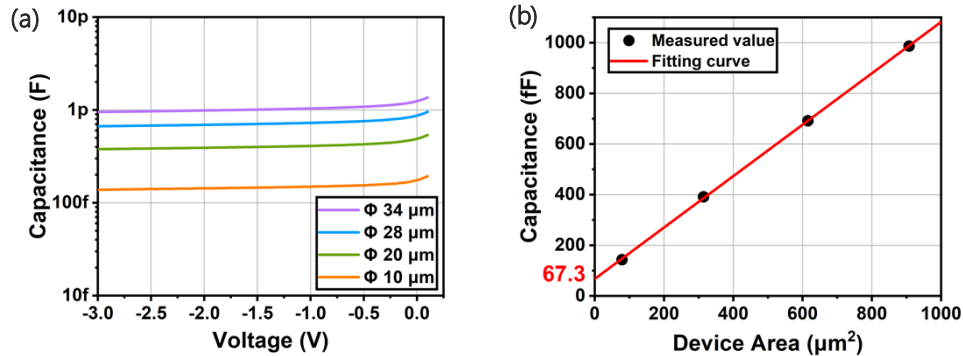 (a)
10p
1p
100f
10f
Capacitance (F)
Φ 34 μm
Φ 28 μm
Φ 20 μm
Φ 10 μm
-3.0 -2.5 -2.0 -1.5 -1.0 -0.5 0.0
Voltage (V)
(b)
1000
800
600
400
200
67.3
0
Capacitance (fF)
Measured value
Fitting curve
0 200 400 600 800 1000
Device Area (μm²)